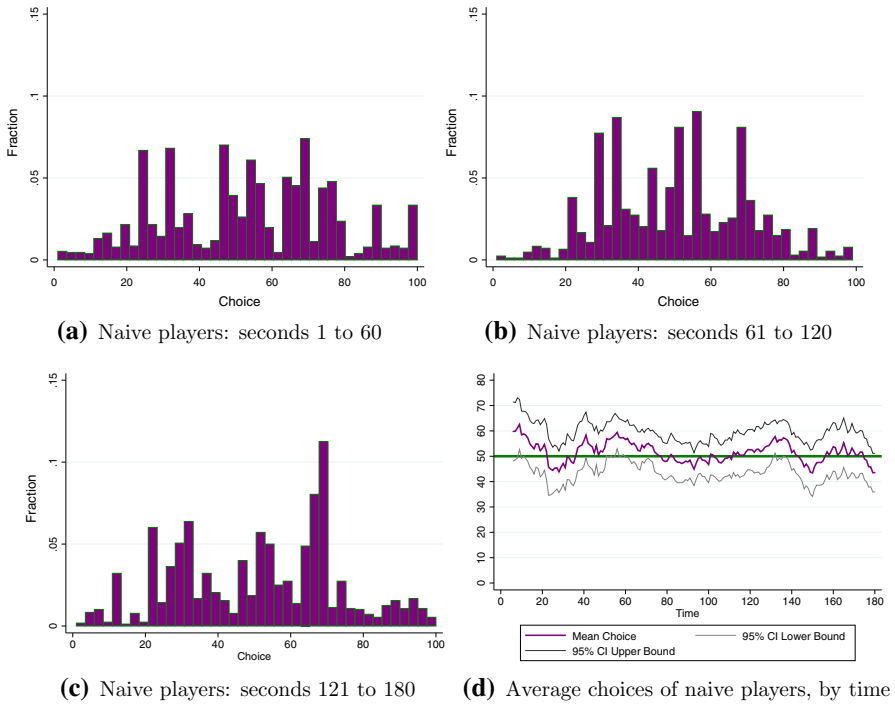 .15
.1
.05
0
Fraction
0 20 40 60 80 100
Choice
(a) Naive players: seconds 1 to 60
.15
.1
.05
0
Fraction
0 20 40 60 80 100
Choice
(b) Naive players: seconds 61 to 120
.15
.1
.05
0
Fraction
0 20 40 60 80 100
Choice
(c) Naive players: seconds 121 to 180
80
70
60
50
40
30
20
10
0
0 20 40 60 80 100 120 140 160 180
Time
Mean Choice 95% CI Lower Bound
95% CI Upper Bound
(d) Average choices of naive players, by time